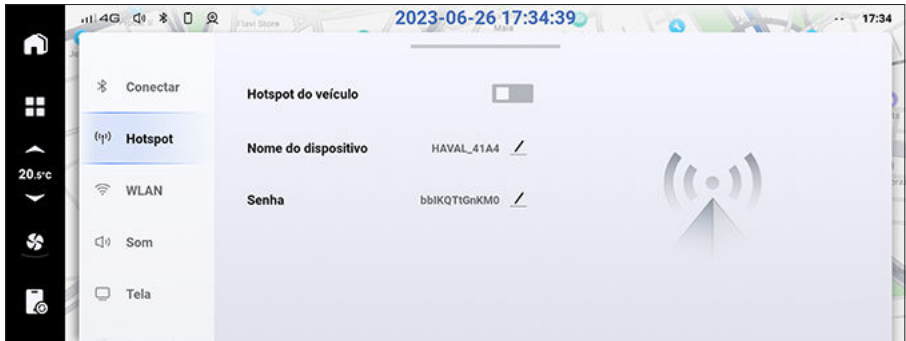 4G
2023-06-26 17:34:39
17:34
Flavi Store
Maia
Conectar
Hotspot do veículo
Hotspot
Nome do dispositivo
HAVAL_41A4
20.5°C
WLAN
Senha
bbIKQTtGnKM0
Som
Tela